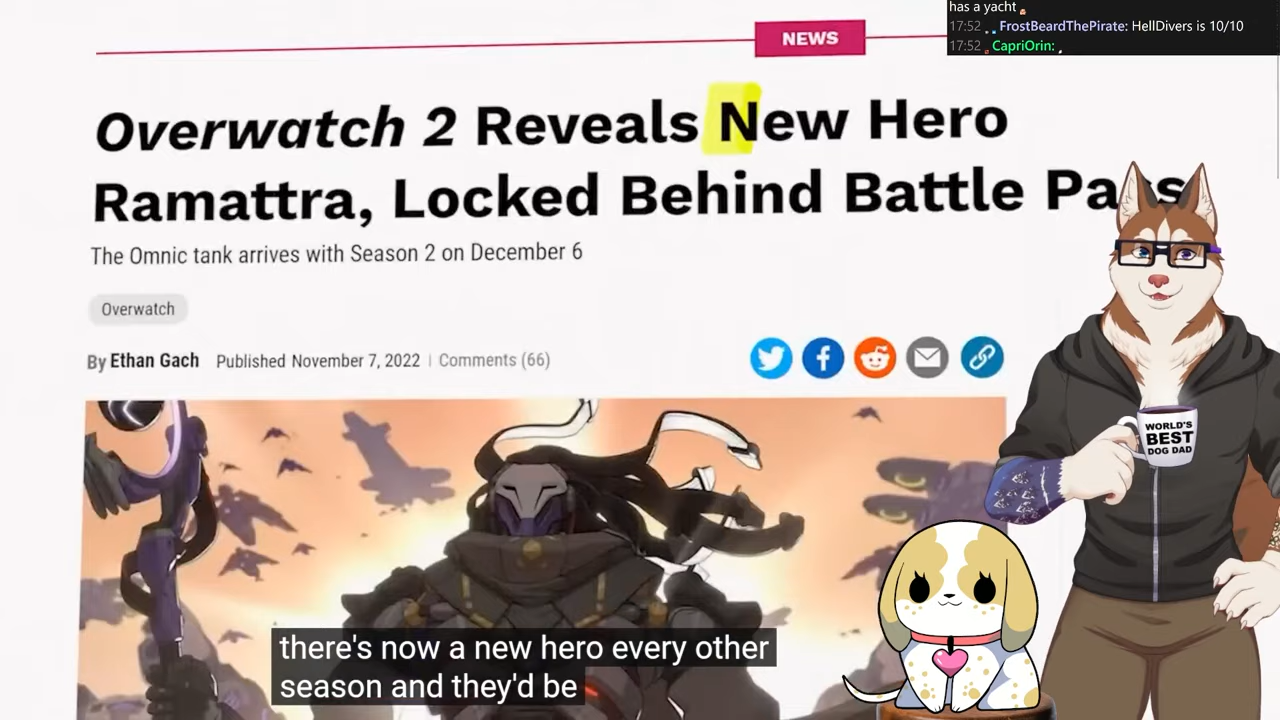 has a yacht
17:52 FrostBeardThePirate: HellDivers is 10/10
17:52 CapriOrin:
NEWS
Overwatch 2 Reveals New Hero
Ramattra, Locked Behind Battle Pass
The Omnic tank arrives with Season 2 on December 6
Overwatch
By Ethan Gach Published November 7, 2022 | Comments (66)
WORLD'S
BEST
DOG DAD
there's now a new hero every other
season and they'd be